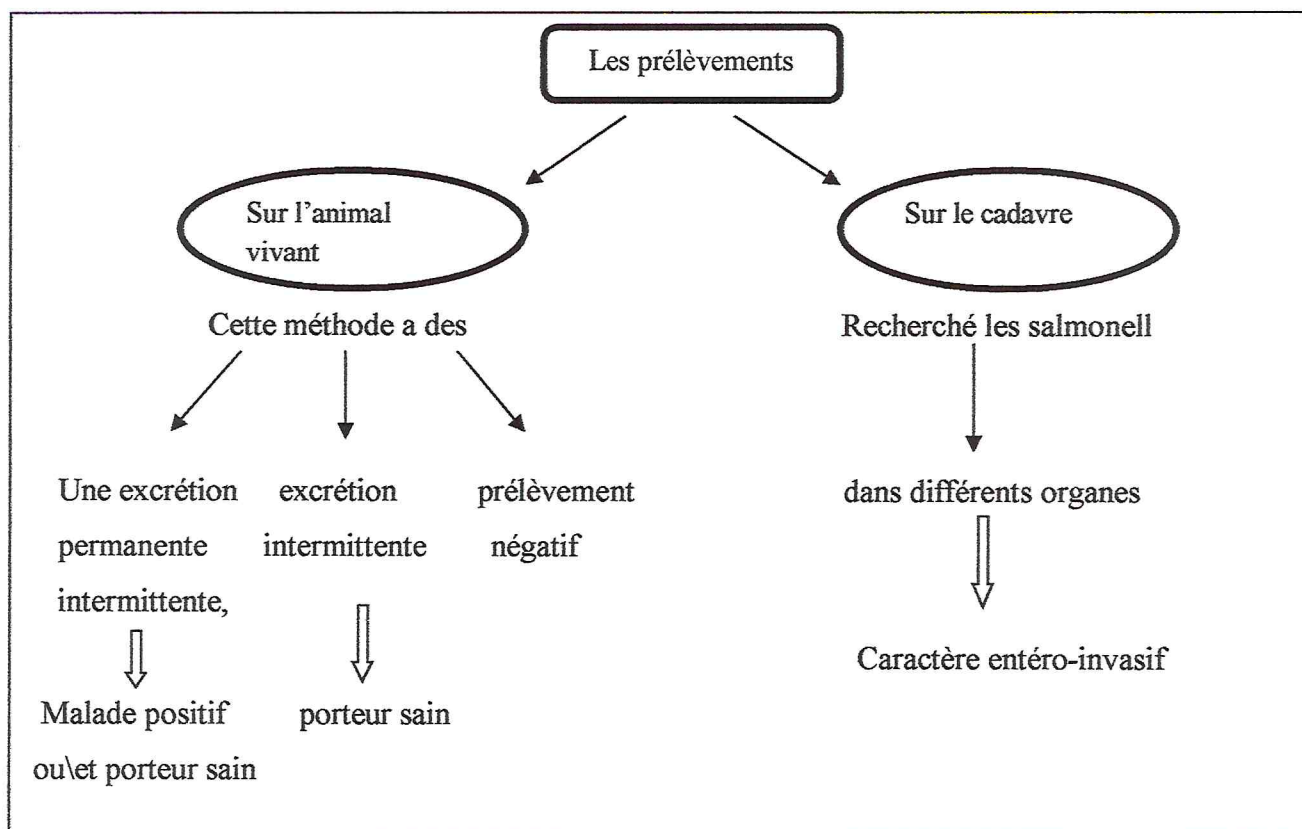 Les prélèvements
Sur l'animal
vivant
Sur le cadavre
Cette méthode a des
Recherché les salmonell
Une excrétion
permanente
intermittente,
excrétion
intermittente
prélèvement
négatif
dans différents organes
Malade positif
ou\et porteur sain
porteur sain
Caractère entéro-invasif